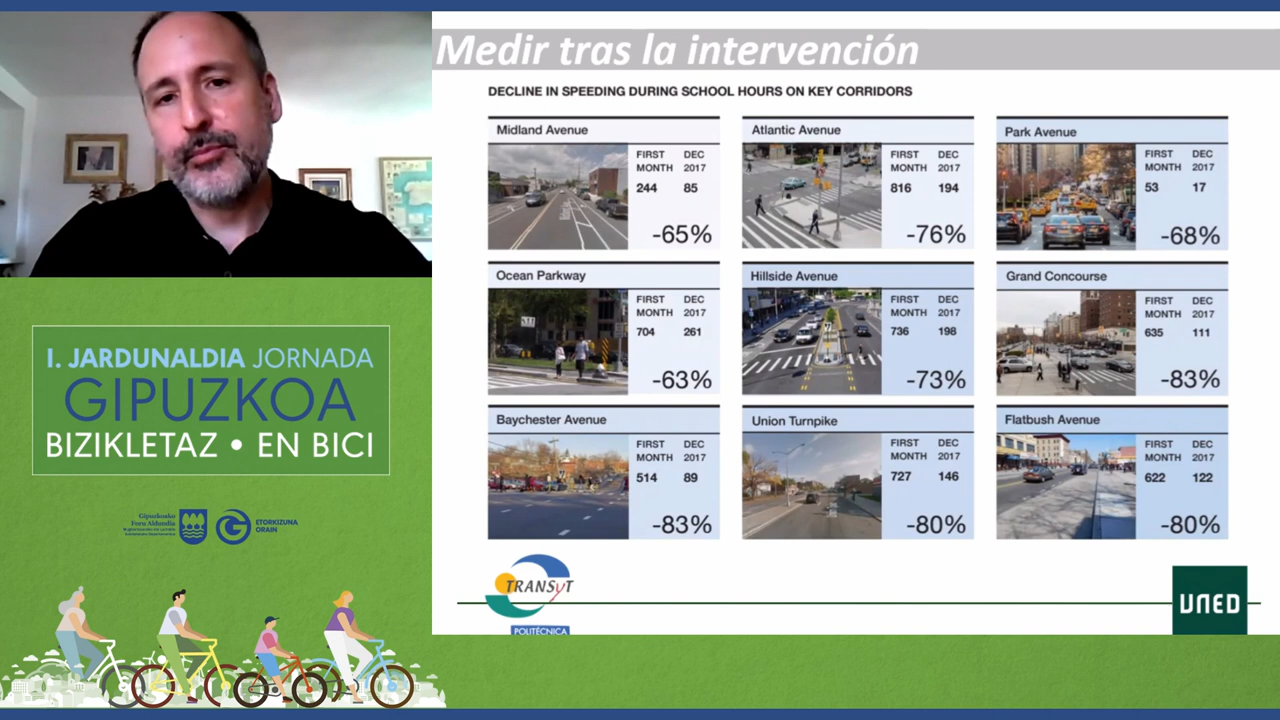 Medir tras la intervención
DECLINE IN SPEEDING DURING SCHOOL HOURS ON KEY CORRIDORS
Midland Avenue
FIRST MONTH
DEC 2017
244
85
-65%
Atlantic Avenue
FIRST MONTH
DEC 2017
816
194
-76%
Park Avenue
FIRST MONTH
DEC 2017
53
17
-68%
Ocean Parkway
FIRST MONTH
DEC 2017
704
261
-63%
Hillside Avenue
FIRST MONTH
DEC 2017
736
198
-73%
Grand Concourse
FIRST MONTH
DEC 2017
635
111
-83%
Baychester Avenue
FIRST MONTH
DEC 2017
514
89
-83%
Union Turnpike
FIRST MONTH
DEC 2017
727
146
-80%
Flatbush Avenue
FIRST MONTH
DEC 2017
622
122
-80%
I. JARDUNALDIA JORNADA
GIPUZKOA
BIZIKLETAZ • EN BICI
Gipuzkoako
Foru Aldundia
ETORKIZUNA
ORAIN
TRANSyT
POLITÉCNICA
UNED